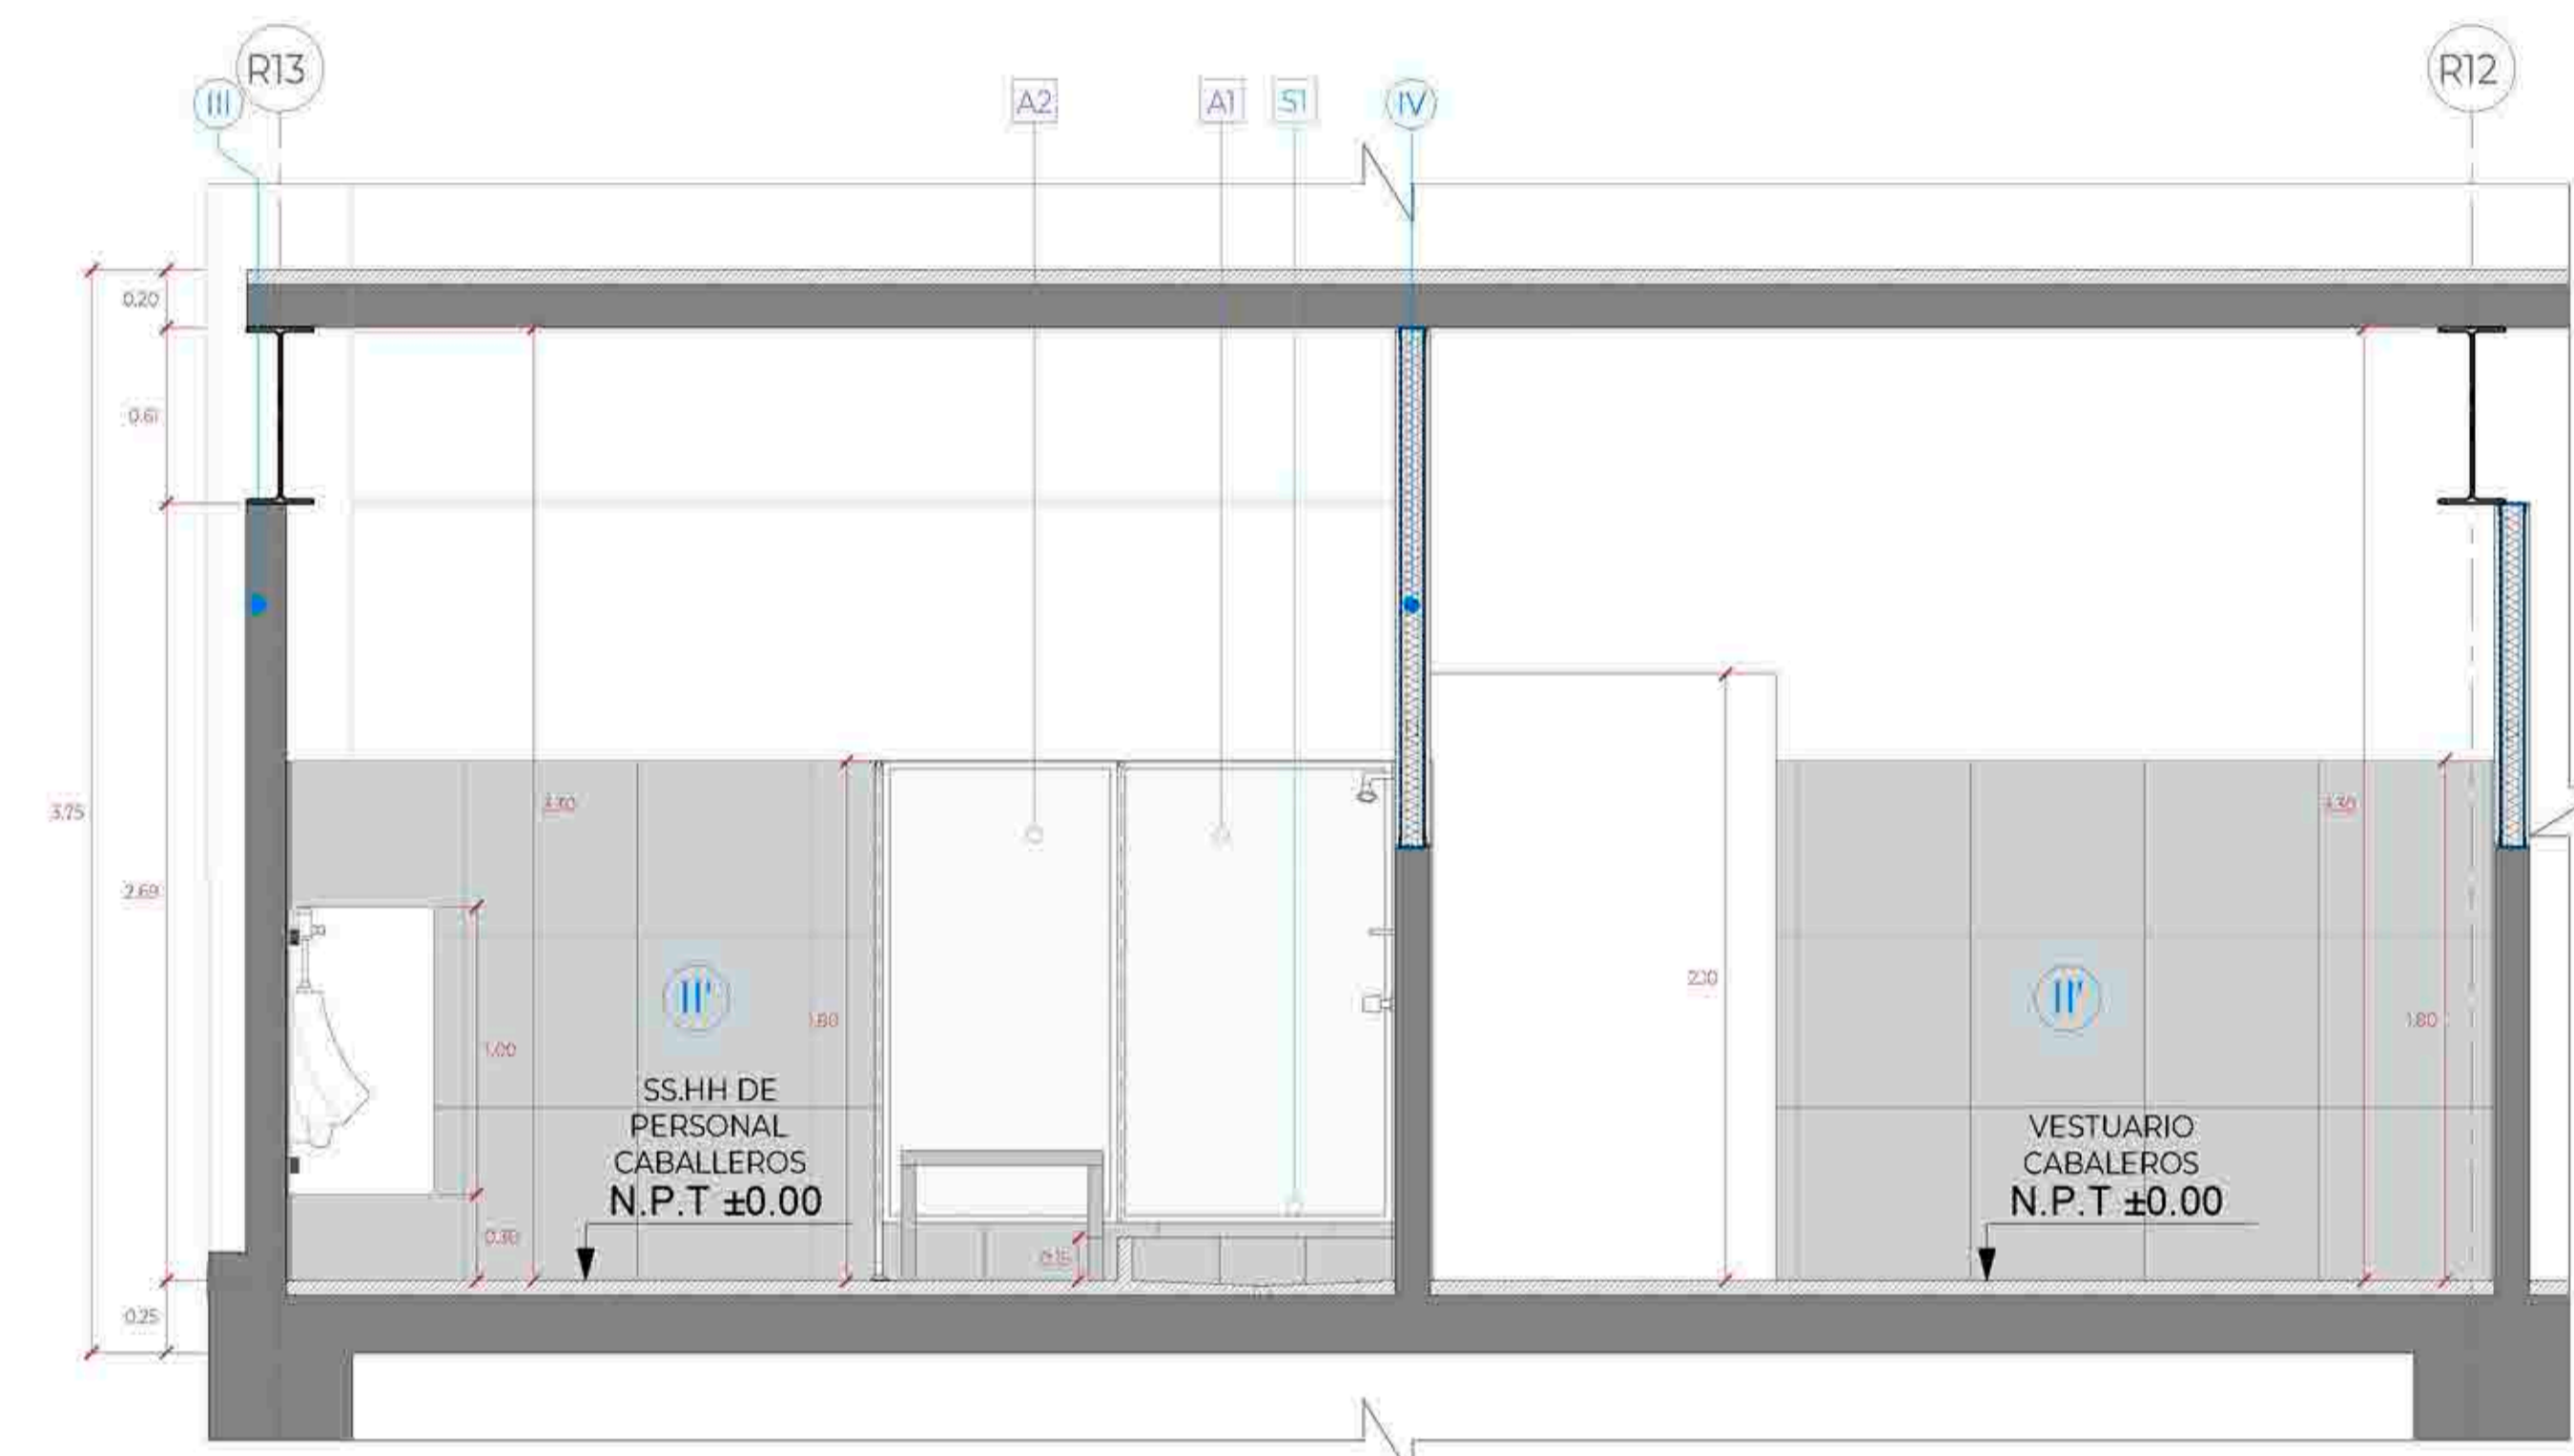 R13
R12
III
A2
A1
S1
IV
0.20
0.61
3.30
3.30
3.75
2.69
2.10
II'
II'
1.00
1.80
1.80
SS.HH DE
PERSONAL
CABALLEROS
N.P.T ±0.00
VESTUARIO
CABALEROS
N.P.T ±0.00
0.30
0.25